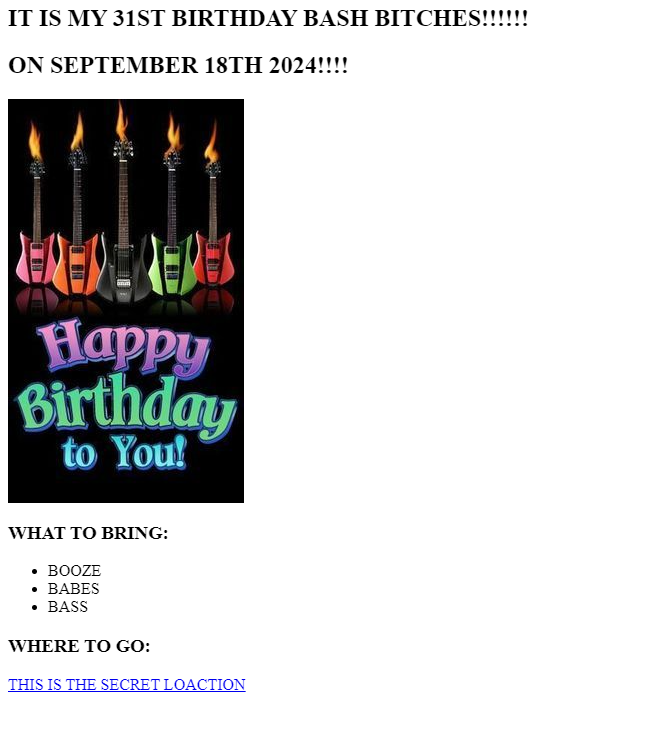 IT IS MY 31ST BIRTHDAY BASH BITCHES!!!!!!
ON SEPTEMBER 18TH 2024!!!!
Happy
Birthday
to You!
WHAT TO BRING:
BOOZE
BABES
BASS
WHERE TO GO:
THIS IS THE SECRET LOACTION